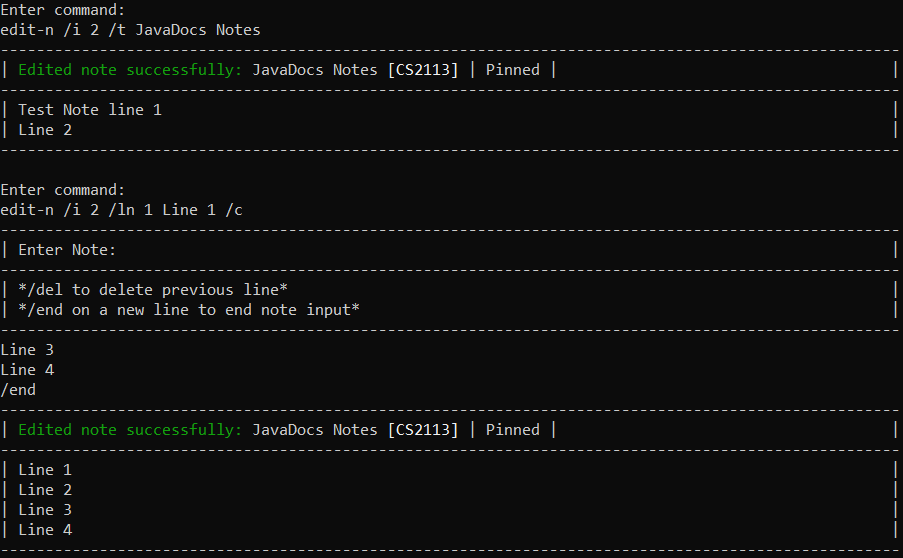 Enter command:
edit-n /i 2 /t JavaDocs Notes
----------------------------------------------------------------------------------------------------
| Edited note successfully: JavaDocs Notes [CS2113] | Pinned | |
----------------------------------------------------------------------------------------------------
| Test Note line 1 |
| Line 2 |
----------------------------------------------------------------------------------------------------
Enter command:
edit-n /i 2 /ln 1 Line 1 /c
----------------------------------------------------------------------------------------------------
| Enter Note: |
----------------------------------------------------------------------------------------------------
| */del to delete previous line* |
| */end on a new line to end note input* |
----------------------------------------------------------------------------------------------------
Line 3
Line 4
/end
----------------------------------------------------------------------------------------------------
| Edited note successfully: JavaDocs Notes [CS2113] | Pinned | |
----------------------------------------------------------------------------------------------------
| Line 1 |
| Line 2 |
| Line 3 |
| Line 4 |
----------------------------------------------------------------------------------------------------